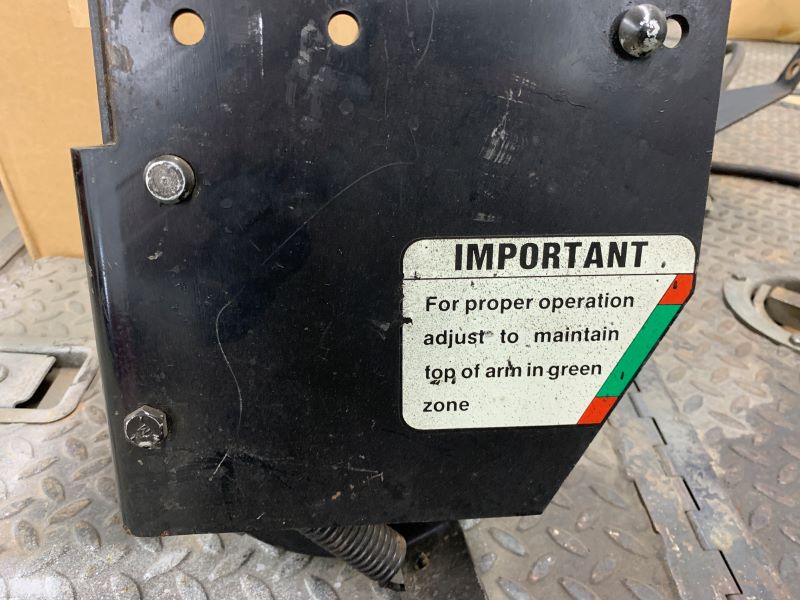 IMPORTANT
For proper operation
adjust to maintain
top of arm in green
zone